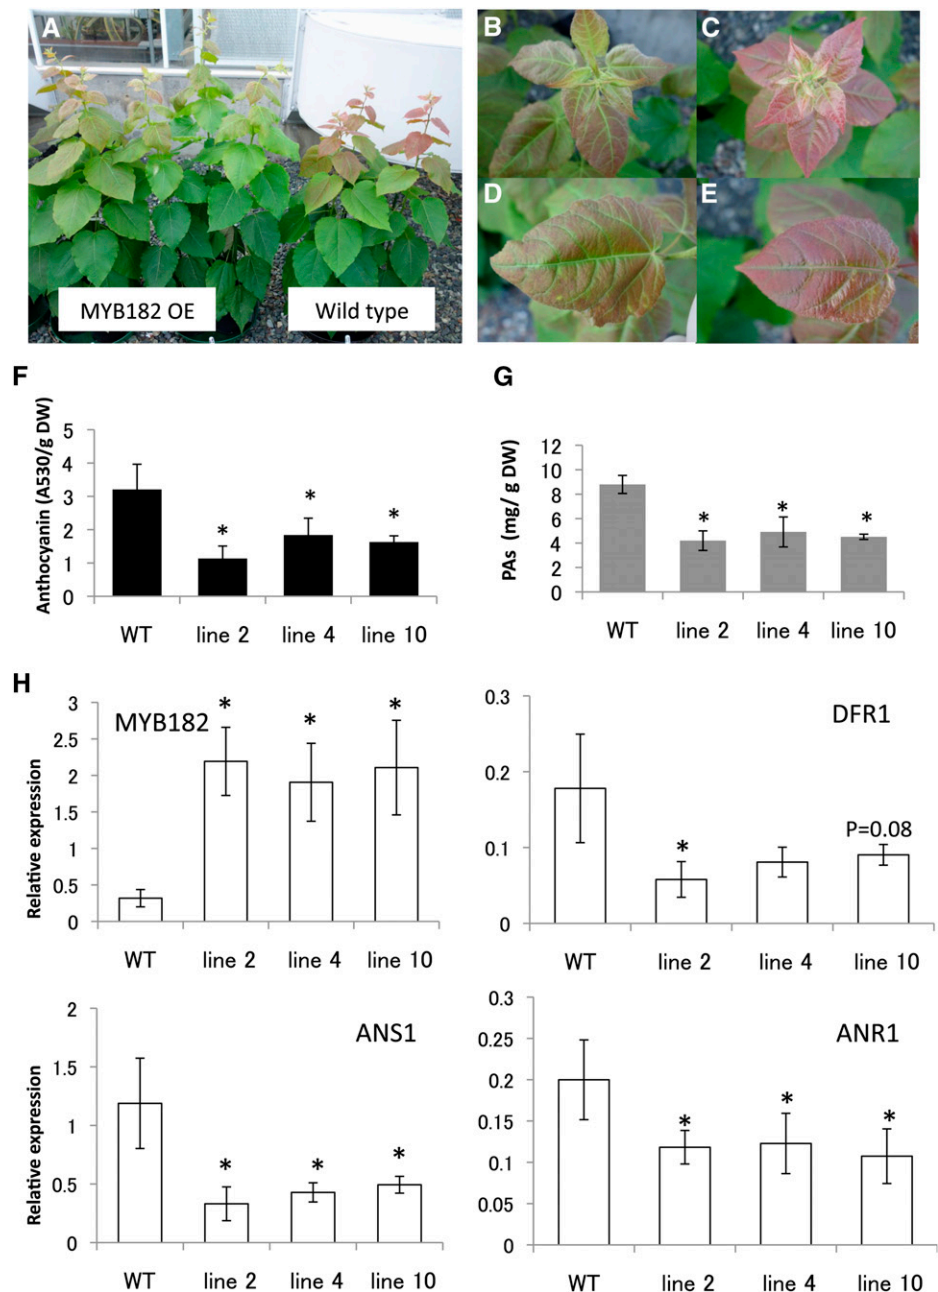 A
MYB182 OE
Wild type
B
C
D
E
F
Anthocyanin (A530/g DW)
5
4
3
2
1
0
*
*
*
WT
line 2
line 4
line 10
G
PAs (mg/ g DW)
12
10
8
6
4
2
0
*
*
*
WT
line 2
line 4
line 10
H
MYB182
Relative expression
3
2.5
2
1.5
1
0.5
0
*
*
*
WT
line 2
line 4
line 10
DFR1
0.3
0.2
0.1
0
*
P=0.08
WT
line 2
line 4
line 10
ANS1
Relative expression
2
1.5
1
0.5
0
*
*
*
WT
line 2
line 4
line 10
ANR1
0.3
0.25
0.2
0.15
0.1
0.05
0
*
*
*
WT
line 2
line 4
line 10